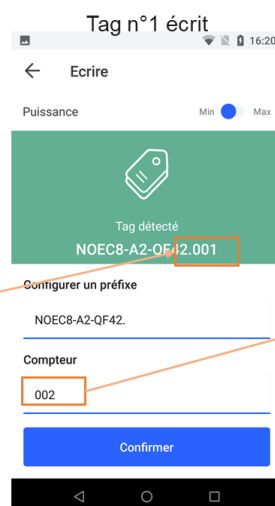 Tag n°1 écrit
16:20
Ecrire
Puissance
Min Max
Tag détecté
NOEC8-A2-QF42.001
Configurer un préfixe
NOEC8-A2-QF42.
Compteur
002
Confirmer